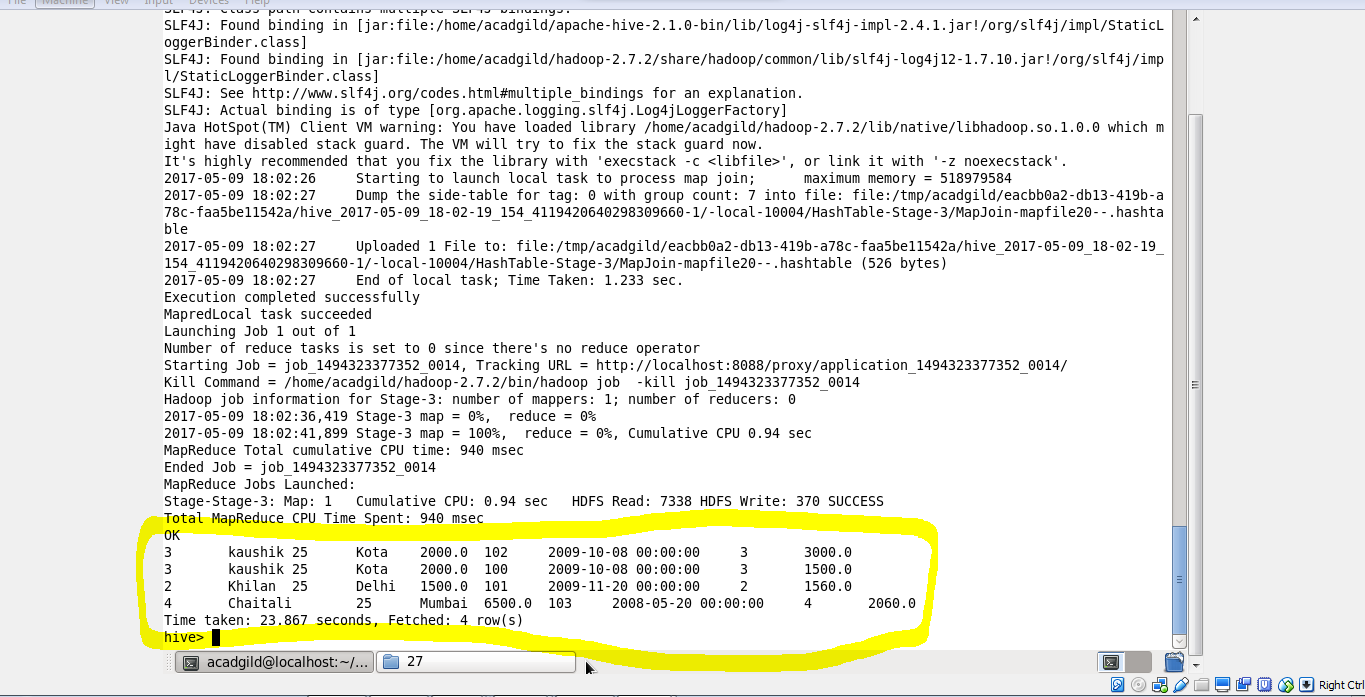 File Machine View Input Devices Help
SLF4J: Class path contains multiple SLF4J bindings.
SLF4J: Found binding in [jar:file:/home/acadgild/apache-hive-2.1.0-bin/lib/log4j-slf4j-impl-2.4.1.jar!/org/slf4j/impl/StaticL
oggerBinder.class]
SLF4J: Found binding in [jar:file:/home/acadgild/hadoop-2.7.2/share/hadoop/common/lib/slf4j-log4j12-1.7.10.jar!/org/slf4j/imp
l/StaticLoggerBinder.class]
SLF4J: See http://www.slf4j.org/codes.html#multiple_bindings for an explanation.
SLF4J: Actual binding is of type [org.apache.logging.slf4j.Log4jLoggerFactory]
Java HotSpot(TM) Client VM warning: You have loaded library /home/acadgild/hadoop-2.7.2/lib/native/libhadoop.so.1.0.0 which m
ight have disabled stack guard. The VM will try to fix the stack guard now.
It's highly recommended that you fix the library with 'execstack -c <libfile>', or link it with '-z noexecstack'.
2017-05-09 18:02:26 Starting to launch local task to process map join; maximum memory = 518979584
2017-05-09 18:02:27 Dump the side-table for tag: 0 with group count: 7 into file: file:/tmp/acadgild/eacbb0a2-db13-419b-a
78c-faa5be11542a/hive_2017-05-09_18-02-19_154_4119420640298309660-1/-local-10004/HashTable-Stage-3/MapJoin-mapfile20--.hashta
ble
2017-05-09 18:02:27 Uploaded 1 File to: file:/tmp/acadgild/eacbb0a2-db13-419b-a78c-faa5be11542a/hive_2017-05-09_18-02-19_
154_4119420640298309660-1/-local-10004/HashTable-Stage-3/MapJoin-mapfile20--.hashtable (526 bytes)
2017-05-09 18:02:27 End of local task; Time Taken: 1.233 sec.
Execution completed successfully
MapredLocal task succeeded
Launching Job 1 out of 1
Number of reduce tasks is set to 0 since there's no reduce operator
Starting Job = job_1494323377352_0014, Tracking URL = http://localhost:8088/proxy/application_1494323377352_0014/
Kill Command = /home/acadgild/hadoop-2.7.2/bin/hadoop job -kill job_1494323377352_0014
Hadoop job information for Stage-3: number of mappers: 1; number of reducers: 0
2017-05-09 18:02:36,419 Stage-3 map = 0%, reduce = 0%
2017-05-09 18:02:41,899 Stage-3 map = 100%, reduce = 0%, Cumulative CPU 0.94 sec
MapReduce Total cumulative CPU time: 940 msec
Ended Job = job_1494323377352_0014
MapReduce Jobs Launched:
Stage-Stage-3: Map: 1 Cumulative CPU: 0.94 sec HDFS Read: 7338 HDFS Write: 370 SUCCESS
Total MapReduce CPU Time Spent: 940 msec
OK
3 kaushik 25 Kota 2000.0 102 2009-10-08 00:00:00 3 3000.0
3 kaushik 25 Kota 2000.0 100 2009-10-08 00:00:00 3 1500.0
2 Khilan 25 Delhi 1500.0 101 2009-11-20 00:00:00 2 1560.0
4 Chaitali 25 Mumbai 6500.0 103 2008-05-20 00:00:00 4 2060.0
Time taken: 23.867 seconds, Fetched: 4 row(s)
hive>
acadgild@localhost:~/... 27
Right Ctrl